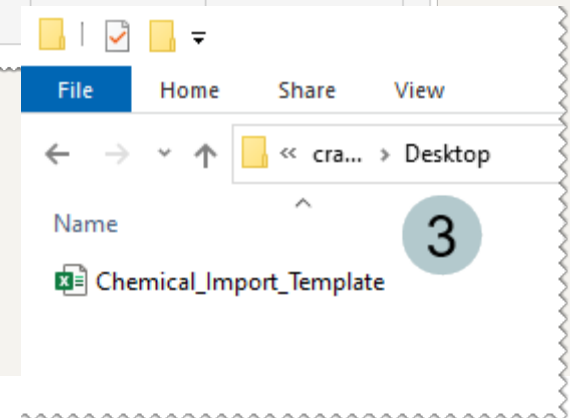 File Home Share View
« cra... > Desktop
Name
3
Chemical_Import_Template